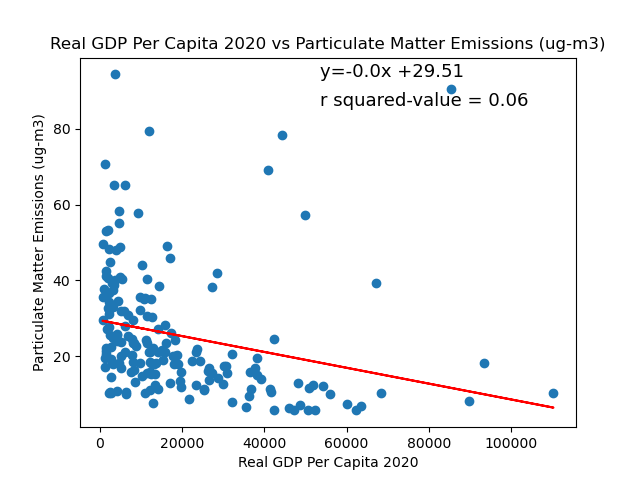 Real GDP Per Capita 2020 vs Particulate Matter Emissions (ug-m3)
y=-0.0x +29.51
r squared-value = 0.06
Particulate Matter Emissions (ug-m3)
80
60
40
20
0 20000 40000 60000 80000 100000
Real GDP Per Capita 2020